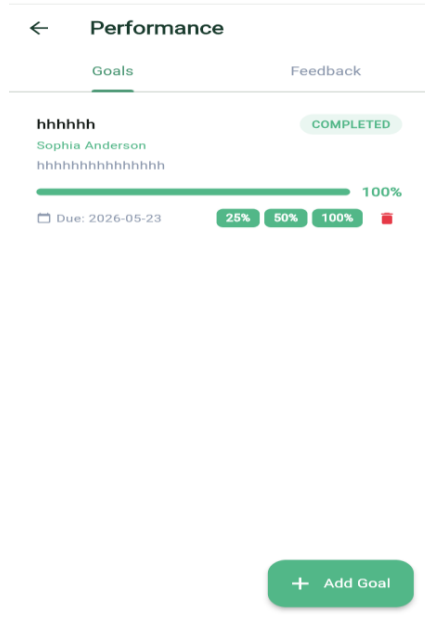 Performance
Goals Feedback
hhhhhh COMPLETED
Sophia Anderson
hhhhhhhhhhhhhhh
100%
Due: 2026-05-23 25% 50% 100%
Add Goal